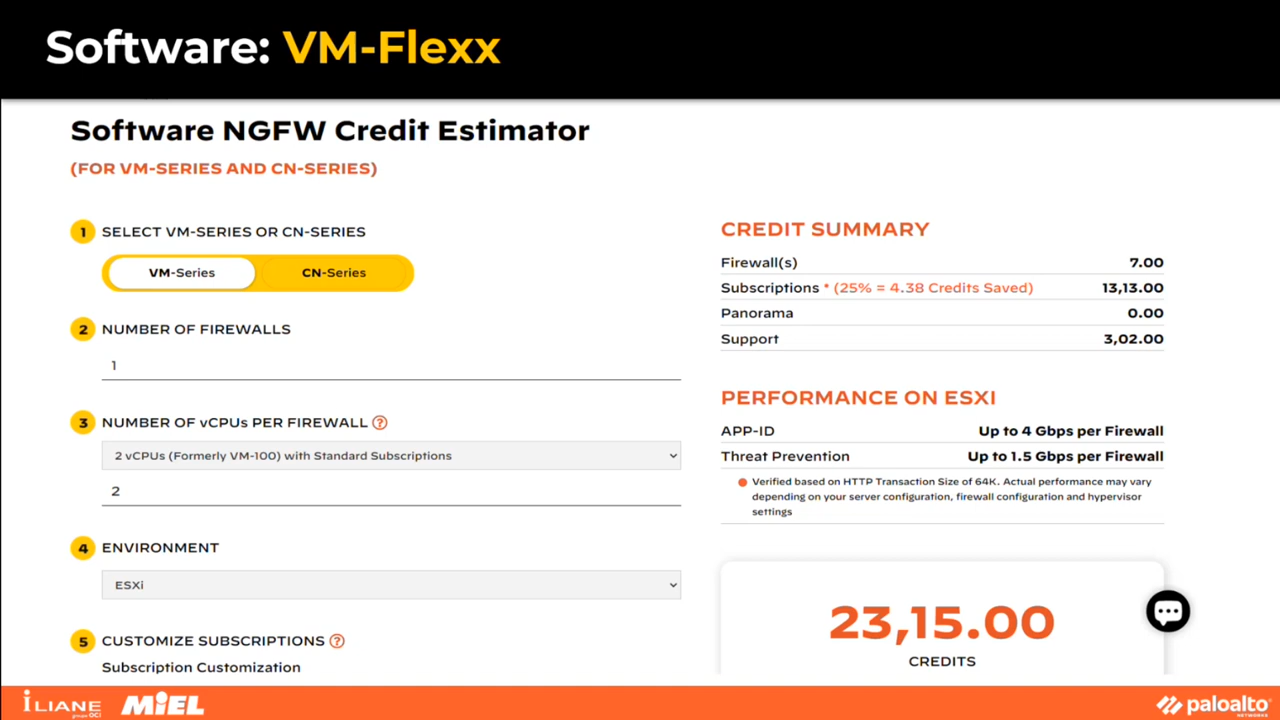 Software: VM-Flexx
Software NGFW Credit Estimator
(FOR VM-SERIES AND CN-SERIES)
1 SELECT VM-SERIES OR CN-SERIES
VM-Series CN-Series
2 NUMBER OF FIREWALLS
1
3 NUMBER OF vCPUs PER FIREWALL ?
2 vCPUs (Formerly VM-100) with Standard Subscriptions
2
4 ENVIRONMENT
ESXi
5 CUSTOMIZE SUBSCRIPTIONS ?
Subscription Customization
CREDIT SUMMARY
Firewall(s) 7.00
Subscriptions * (25% = 4.38 Credits Saved) 13,13.00
Panorama 0.00
Support 3,02.00
PERFORMANCE ON ESXI
APP-ID Up to 4 Gbps per Firewall
Threat Prevention Up to 1.5 Gbps per Firewall
Verified based on HTTP Transaction Size of 64K. Actual performance may vary
depending on your server configuration, firewall configuration and hypervisor
settings
23,15.00
CREDITS
iLIANE
groupe OCI
MiEL
paloalto
NETWORKS